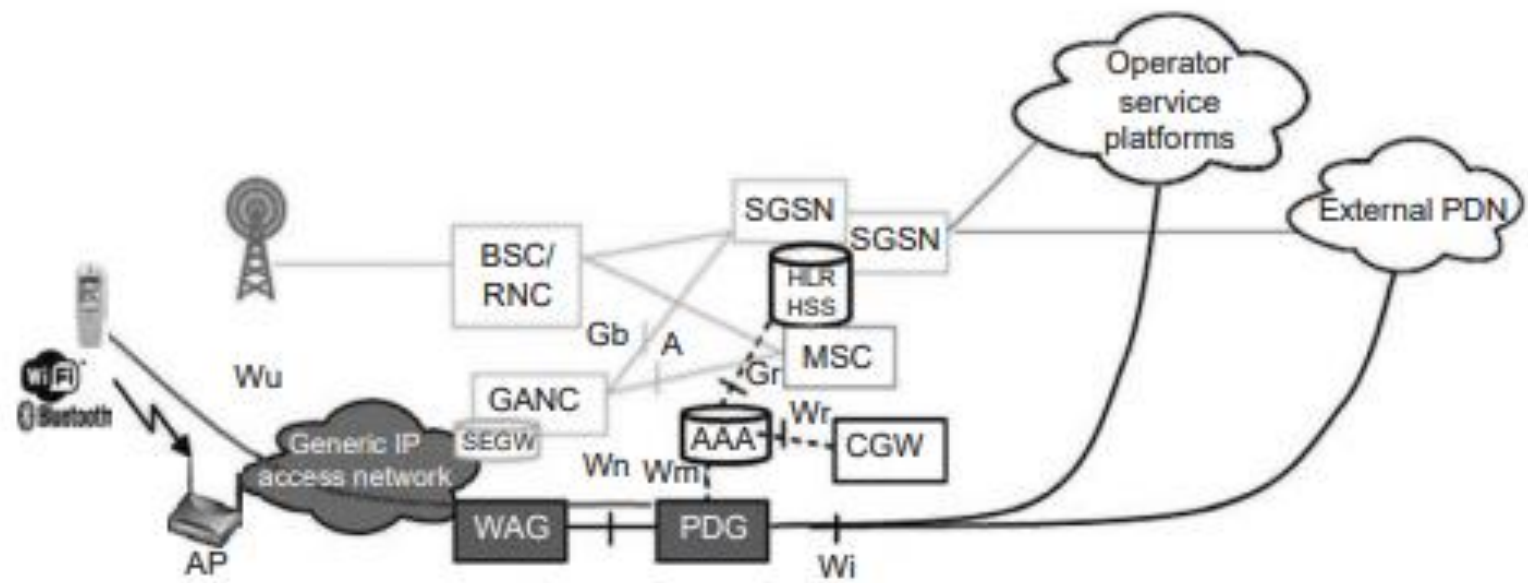 Operator
service
platforms
External PDN
SGSN
SGSN
BSC/
RNC
HLR
HSS
Gb
A
MSC
Gr
Wu
WiFi
Bluetooth
GANC
SEGW
Generic IP
access network
AAA
Wr
CGW
Wn
Wm
WAG
PDG
AP
Wi